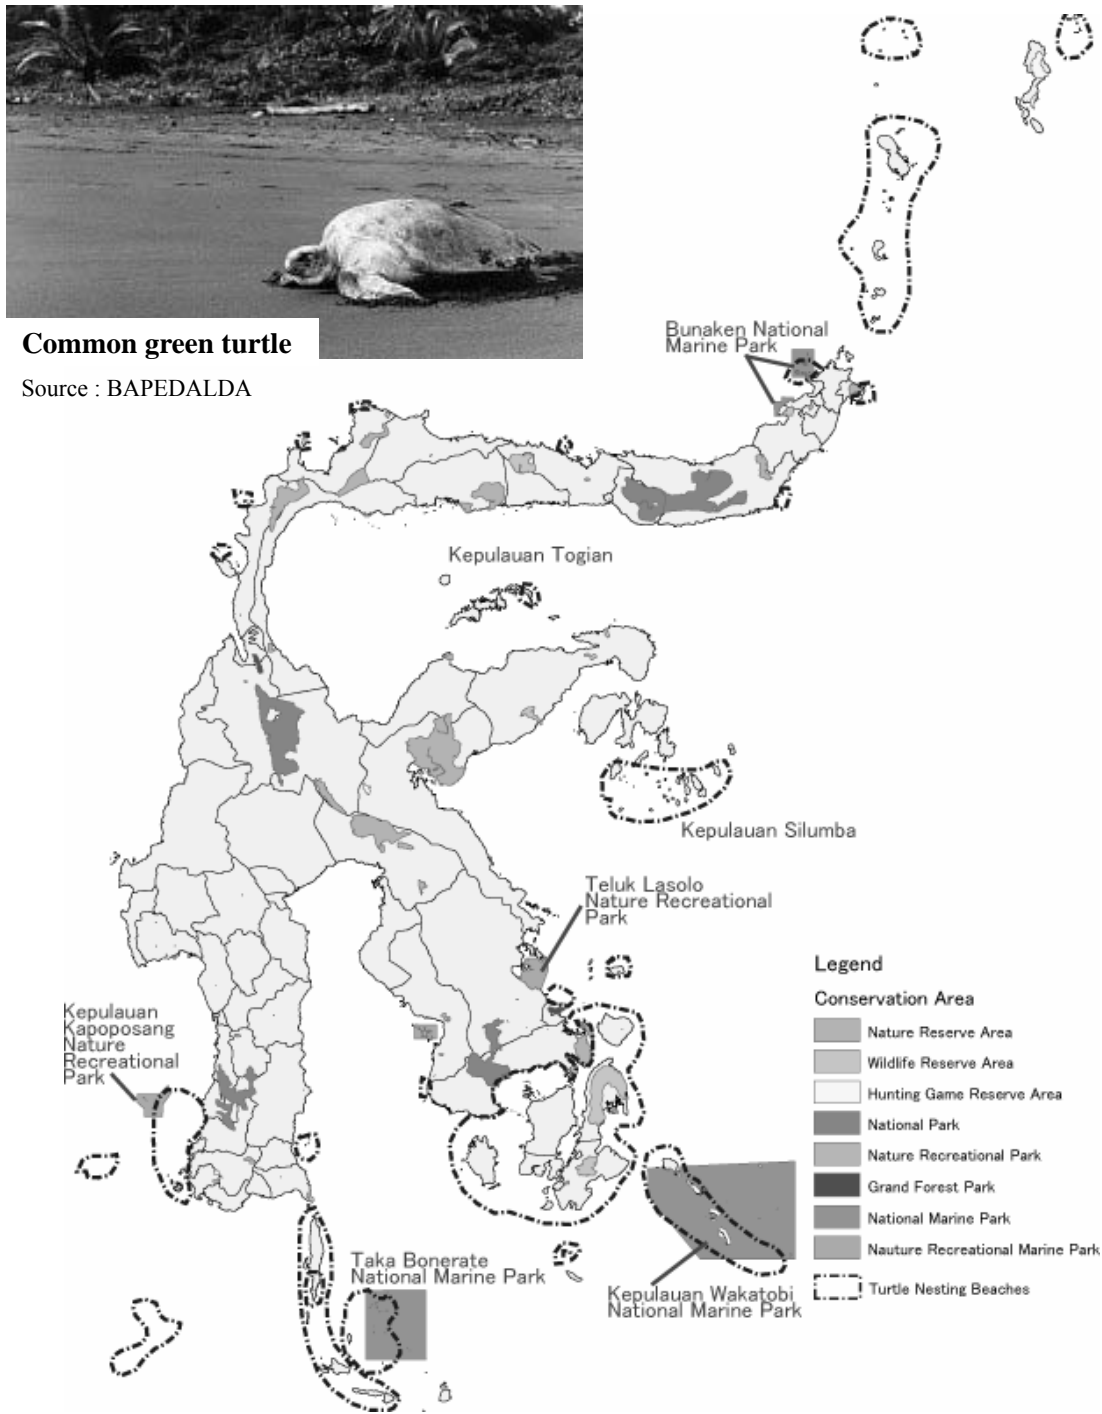 Common green turtle
Source : BAPEDALDA
Bunaken National
Marine Park
Kepulauan Togian
Kepulauan Silumba
Teluk Lasolo
Nature Recreational
Park
Kepulauan
Kapoposang
Nature
Recreational
Park
Taka Bonerate
National Marine Park
Kepulauan Wakatobi
National Marine Park
Legend
Conservation Area
Nature Reserve Area
Wildlife Reserve Area
Hunting Game Reserve Area
National Park
Nature Recreational Park
Grand Forest Park
National Marine Park
Nauture Recreational Marine Park
Turtle Nesting Beaches